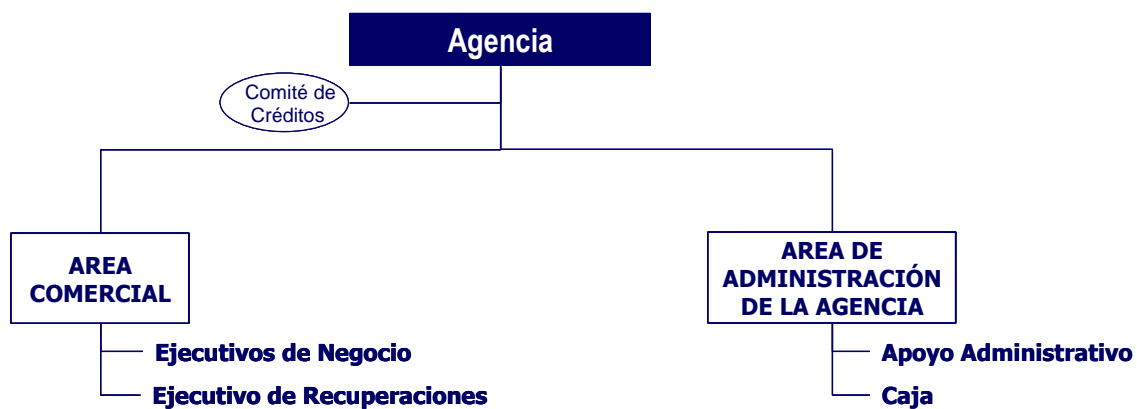 Agencia
Comité de
Créditos
AREA
COMERCIAL
Ejecutivos de Negocio
Ejecutivo de Recuperaciones
AREA DE
ADMINISTRACIÓN
DE LA AGENCIA
Apoyo Administrativo
Caja